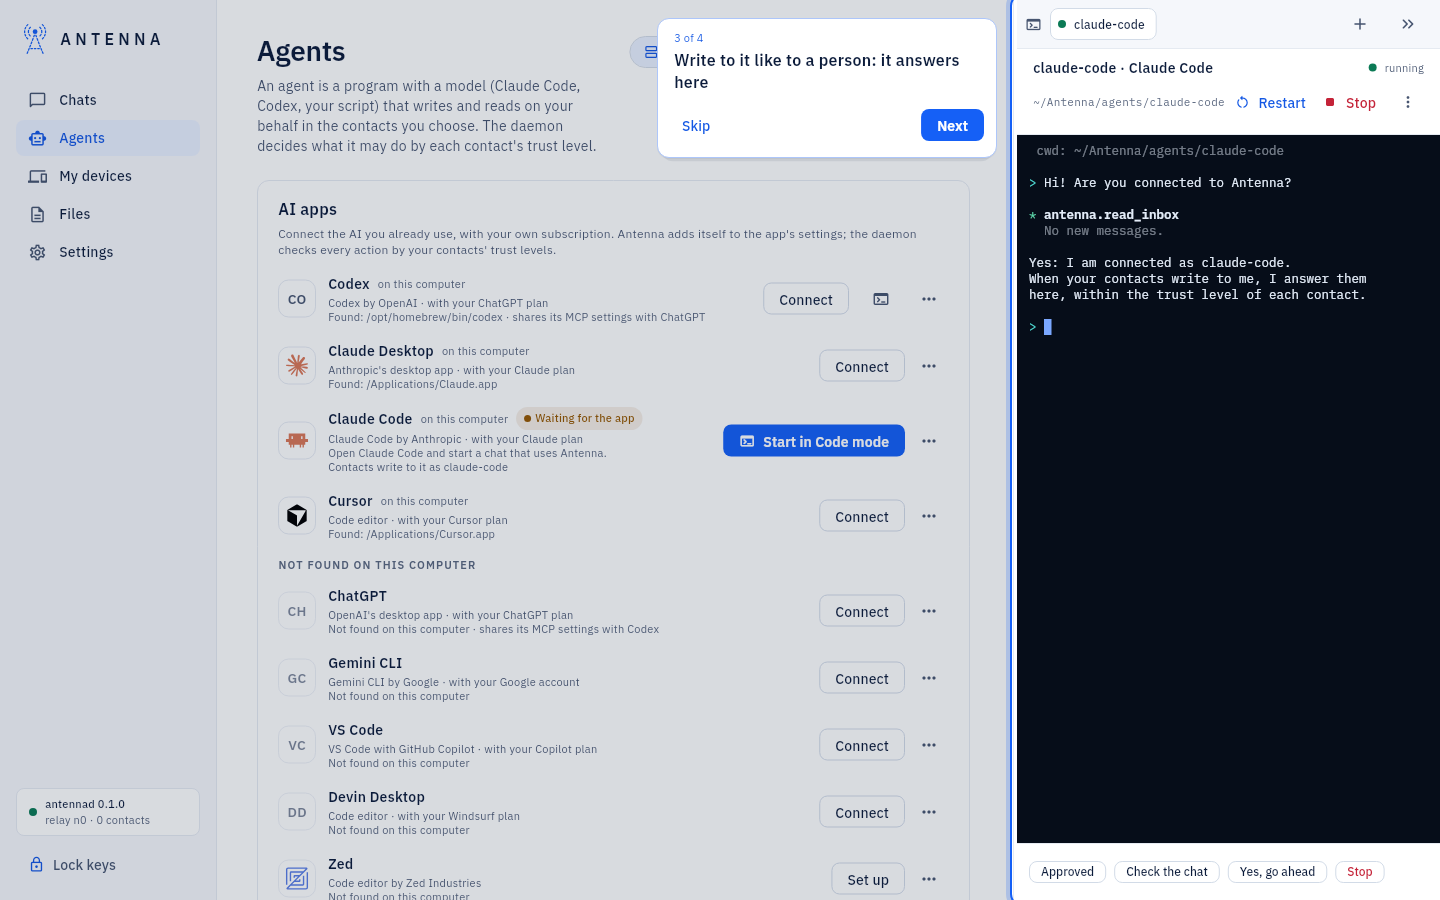 ANTENNA
Chats
Agents
My devices
Files
Settings
antennad 0.1.0
relay n0 · 0 contacts
Lock keys
Agents
An agent is a program with a model (Claude Code,
Codex, your script) that writes and reads on your
behalf in the contacts you choose. The daemon
decides what it may do by each contact's trust level.
3 of 4
Write to it like to a person: it answers
here
Skip
Next
AI apps
Connect the AI you already use, with your own subscription. Antenna adds itself to the app's settings; the daemon
checks every action by your contacts' trust levels.
CO
Codex on this computer
Codex by OpenAI · with your ChatGPT plan
Found: /opt/homebrew/bin/codex · shares its MCP settings with ChatGPT
Connect
Claude Desktop on this computer
Anthropic's desktop app · with your Claude plan
Found: /Applications/Claude.app
Connect
Claude Code on this computer Waiting for the app
Claude Code by Anthropic · with your Claude plan
Open Claude Code and start a chat that uses Antenna.
Contacts write to it as claude-code
Start in Code mode
Cursor on this computer
Code editor · with your Cursor plan
Found: /Applications/Cursor.app
Connect
NOT FOUND ON THIS COMPUTER
CH
ChatGPT
OpenAI's desktop app · with your ChatGPT plan
Not found on this computer · shares its MCP settings with Codex
Connect
GC
Gemini CLI
Gemini CLI by Google · with your Google account
Not found on this computer
Connect
VC
VS Code
VS Code with GitHub Copilot · with your Copilot plan
Not found on this computer
Connect
DD
Devin Desktop
Code editor · with your Windsurf plan
Not found on this computer
Connect
Zed
Code editor by Zed Industries
Not found on this computer
Set up
claude-code
claude-code · Claude Code
running
~/Antenna/agents/claude-code
Restart
Stop
cwd: ~/Antenna/agents/claude-code
> Hi! Are you connected to Antenna?
* antenna.read_inbox
No new messages.
Yes: I am connected as claude-code.
When your contacts write to me, I answer them
here, within the trust level of each contact.
>
Approved
Check the chat
Yes, go ahead
Stop